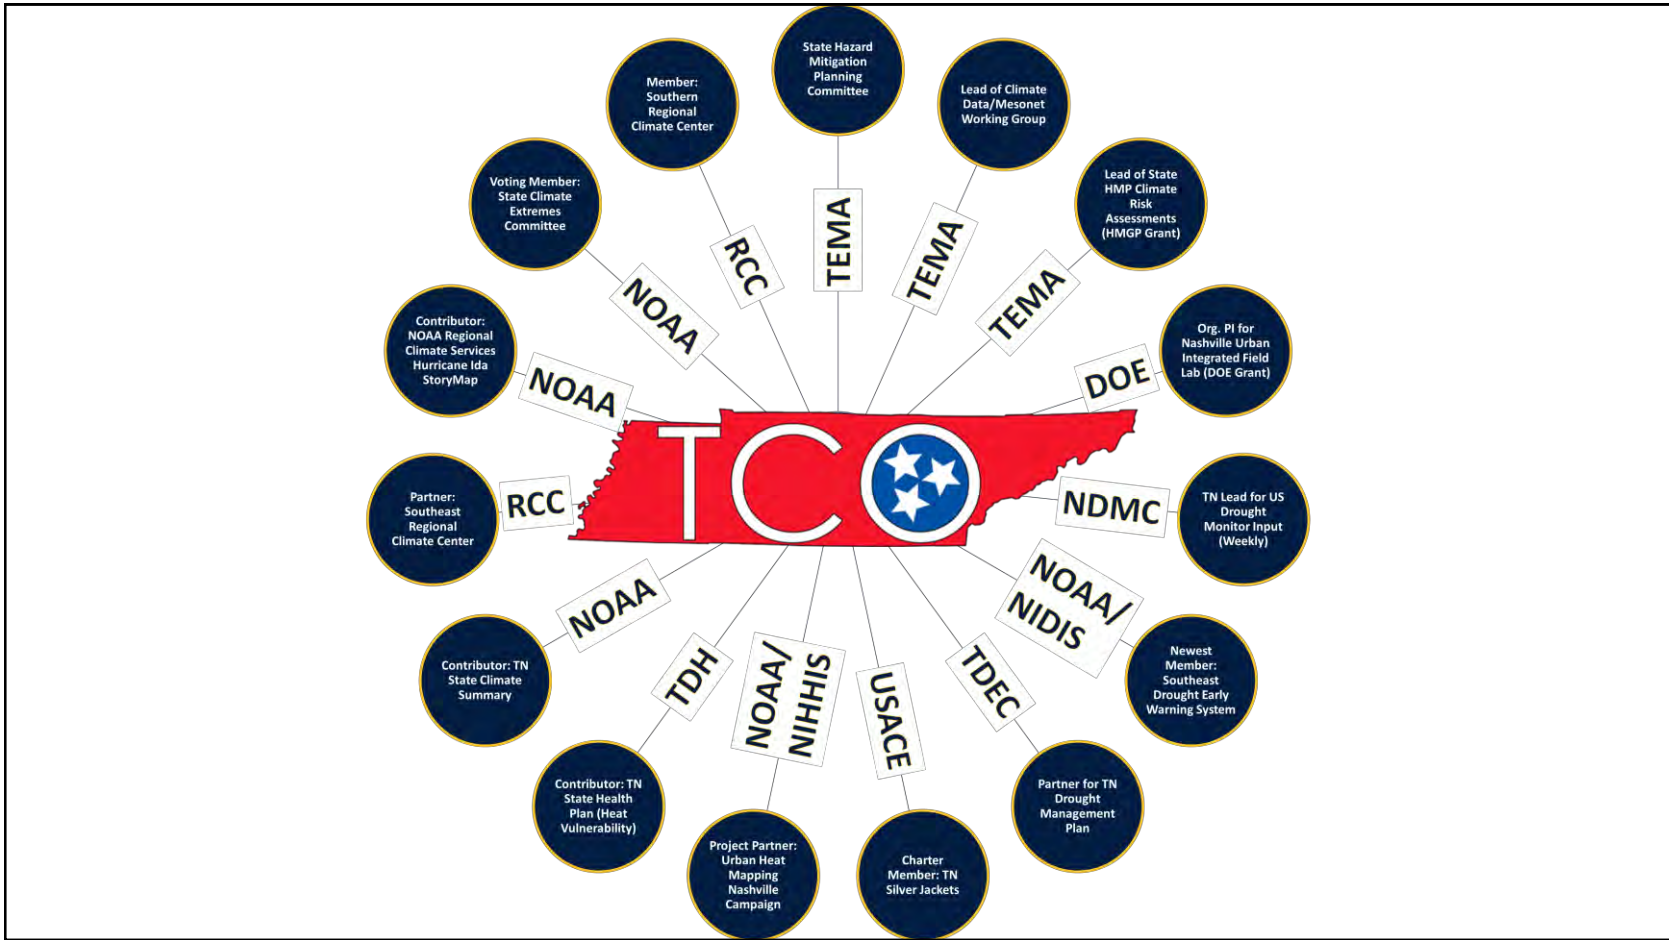 State Hazard
Mitigation
Planning
Committee
TEMA
Lead of Climate
Data/Mesonet
Working Group
TEMA
Lead of State
HMP Climate
Risk
Assessments
(HMGP Grant)
TEMA
Org. PI for
Nashville Urban
Integrated Field
Lab (DOE Grant)
DOE
TN Lead for US
Drought
Monitor Input
(Weekly)
NDMC
Newest
Member:
Southeast
Drought Early
Warning System
NOAA/
NIDIS
Partner for TN
Drought
Management
Plan
TDEC
Charter
Member: TN
Silver Jackets
USACE
Project Partner:
Urban Heat
Mapping
Nashville
Campaign
NOAA/
NIHHIS
Contributor: TN
State Health
Plan (Heat
Vulnerability)
TDH
Contributor: TN
State Climate
Summary
NOAA
Partner:
Southeast
Regional
Climate Center
RCC
Contributor:
NOAA Regional
Climate Services
Hurricane Ida
StoryMap
NOAA
Voting Member:
State Climate
Extremes
Committee
NOAA
Member:
Southern
Regional
Climate Center
RCC
TCO